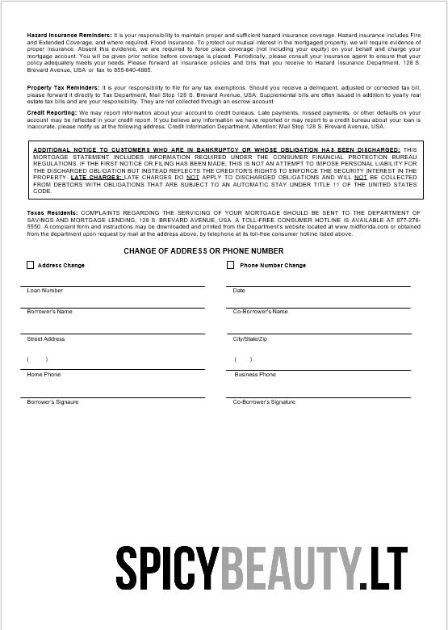 Hazard Insurance Reminders: It is your responsibility to maintain proper and sufficient hazard insurance coverage. Hazard Insurance includes Fire
and Extended Coverage, and where required, Flood Insurance. To protect our mutual interest in the mortgaged property, we will require evidence of
proper insurance. Absent this evidence, we are required to force place coverage (not including your equity) on your behalf and charge your
mortgage account. You will be given prior notice before coverage is placed. Periodically, please consult your insurance agent to ensure that your
policy adequately meets your needs. Please forward all insurance policies and bills that you receive to Hazard Insurance Department, 128 S.
Brevard Avenue, USA or fax to 855-640-4865.
Property Tax Reminders: It is your responsibility to file for any tax exemptions. Should you receive a delinquent, adjusted or corrected tax bill,
please forward it directly to Tax Department, Mail Stop 128 S. Brevard Avenue, USA. Supplemental bills are often issued in addition to yearly real
estate tax bills and are your responsibility. They are not collected through an escrow account.
Credit Reporting: We may report information about your account to credit bureaus. Late payments, missed payments, or other defaults on your
account may be reflected in your credit report. If you believe any information we have reported or may report to a credit bureau about your loan is
inaccurate, please notify us at the following address: Credit Information Department, Attention: Mail Stop 128 S. Brevard Avenue, USA.
ADDITIONAL NOTICE TO CUSTOMERS WHO ARE IN BANKRUPTCY OR WHOSE OBLIGATION HAS BEEN DISCHARGED: THIS
MORTGAGE STATEMENT INCLUDES INFORMATION REQUIRED UNDER THE CONSUMER FINANCIAL PROTECTION BUREAU
REGULATIONS. IF THE FIRST NOTICE OR FILING HAS BEEN MADE, THIS IS NOT AN ATTEMPT TO IMPOSE PERSONAL LIABILITY FOR
THE DISCHARGED OBLIGATION BUT INSTEAD REFLECTS THE CREDITOR'S RIGHTS TO ENFORCE THE SECURITY INTEREST IN THE
PROPERTY. LATE CHARGES: LATE CHARGES DO NOT APPLY TO DISCHARGED OBLIGATIONS AND WILL NOT BE COLLECTED
FROM DEBTORS WITH OBLIGATIONS THAT ARE SUBJECT TO AN AUTOMATIC STAY UNDER TITLE 11 OF THE UNITED STATES
CODE.
Texas Residents: COMPLAINTS REGARDING THE SERVICING OF YOUR MORTGAGE SHOULD BE SENT TO THE DEPARTMENT OF
SAVINGS AND MORTGAGE LENDING, 128 S. BREVARD AVENUE, USA. A TOLL-FREE CONSUMER HOTLINE IS AVAILABLE AT 877-276-
5550. A complaint form and instructions may be downloaded and printed from the Department's website located at www.midflorida.com or obtained
from the department upon request by mail at the address above, by telephone at its toll-free consumer hotline listed above.
CHANGE OF ADDRESS OR PHONE NUMBER
Address Change Phone Number Change
Loan Number Date
Borrower's Name Co-Borrower's Name
Street Address City/State/Zip
( ) ( )
Home Phone Business Phone
Borrower's Signaure Co-Borrower's Signature
SPICYBEAUTY.LT